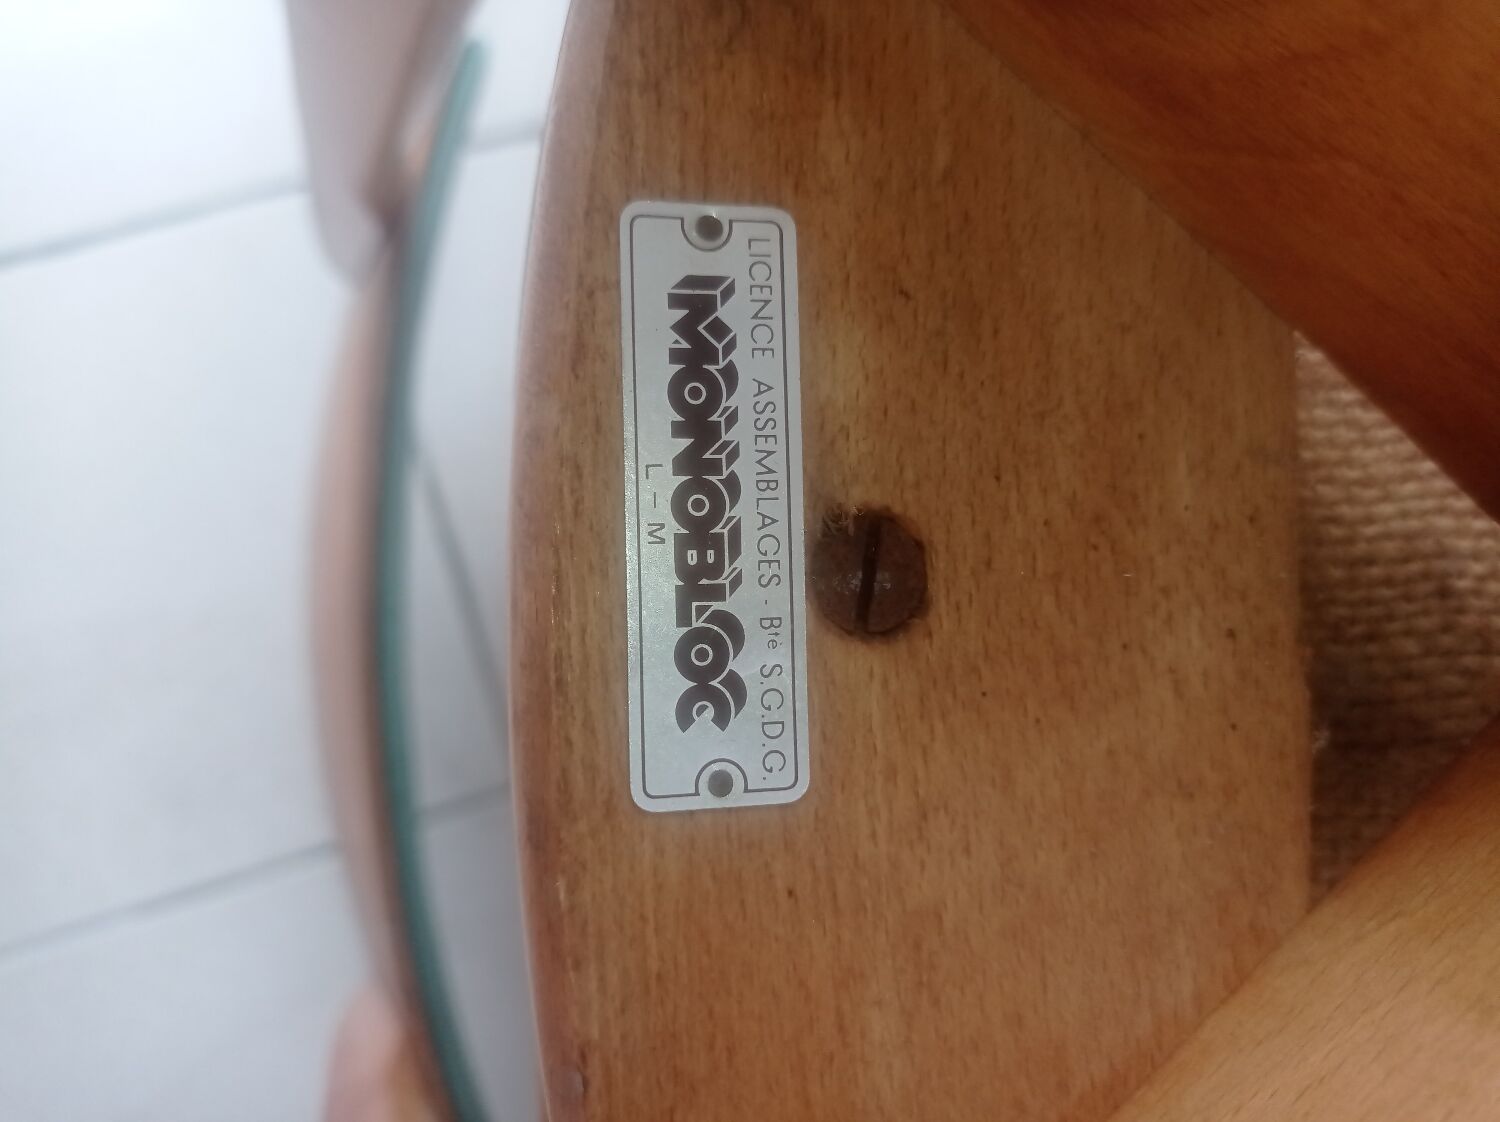 LICENCE ASSEMBLAGES - Bté S.G.D.G.
MONOBLOC
L - M